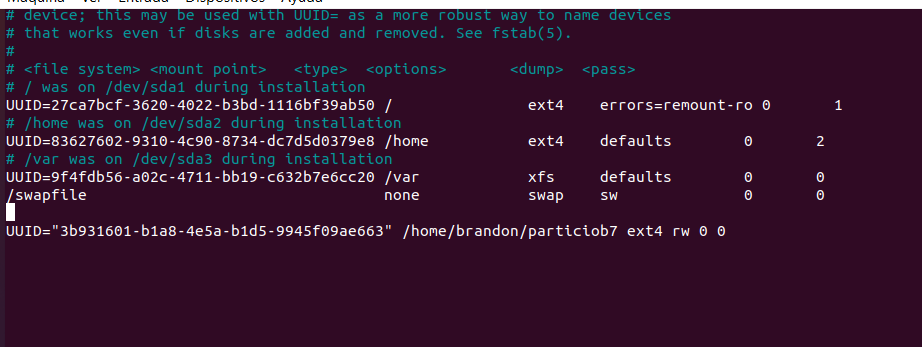 Maquina Ver Entrada Dispositivos Ayuda
# device; this may be used with UUID= as a more robust way to name devices
# that works even if disks are added and removed. See fstab(5).
#
# <file system> <mount point>   <type>  <options>       <dump>  <pass>
# / was on /dev/sda1 during installation
UUID=27ca7bcf-3620-4022-b3bd-1116bf39ab50 /               ext4    errors=remount-ro 0       1
# /home was on /dev/sda2 during installation
UUID=83627602-9310-4c90-8734-dc7d5d0379e8 /home           ext4    defaults        0       2
# /var was on /dev/sda3 during installation
UUID=9f4fdb56-a02c-4711-bb19-c632b7e6cc20 /var            xfs     defaults        0       0
/swapfile                                 none            swap    sw              0       0
UUID="3b931601-b1a8-4e5a-b1d5-9945f09ae663" /home/brandon/particiob7 ext4 rw 0 0